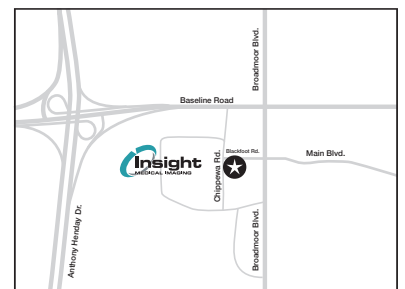 Broadmoor Blvd.
Baseline Road
Blackfoot Rd.
Main Blvd.
Insight
MEDICAL IMAGING
Chippewa Rd.
Anthony Henday Dr.
Broadmoor Blvd.